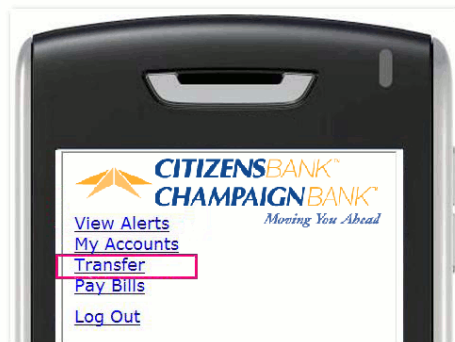 CITIZENSBANK™
CHAMPAIGNBANK™
Moving You Ahead
View Alerts
My Accounts
Transfer
Pay Bills
Log Out